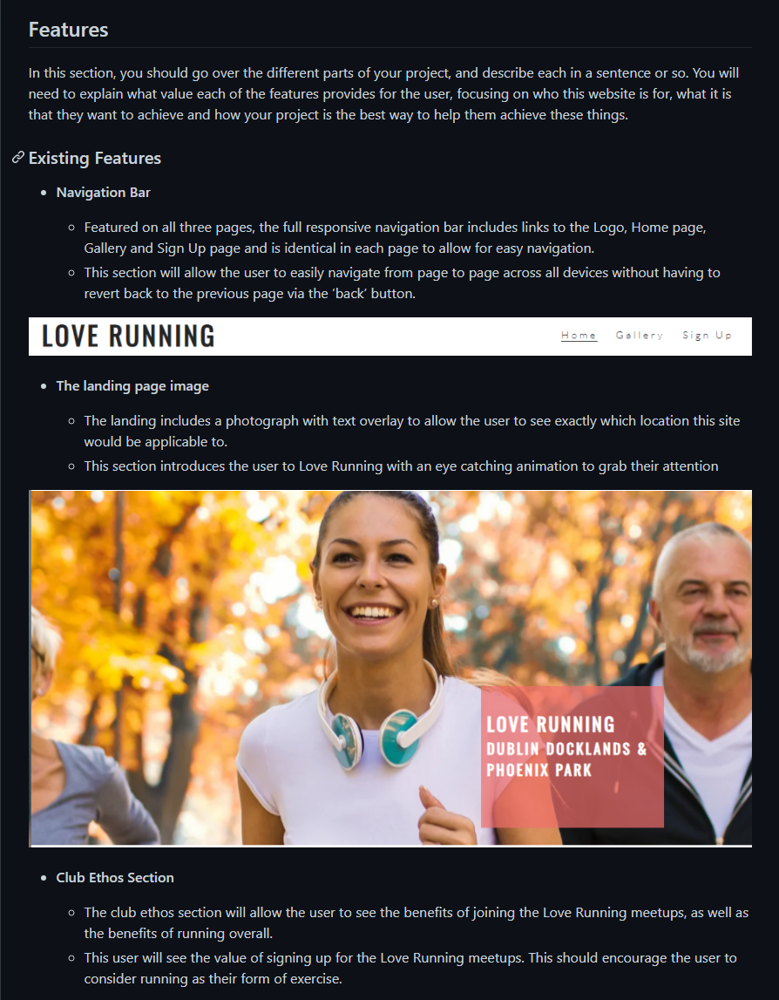 Features
In this section, you should go over the different parts of your project, and describe each in a sentence or so. You will
need to explain what value each of the features provides for the user, focusing on who this website is for, what it is
that they want to achieve and how your project is the best way to help them achieve these things.
Existing Features
Navigation Bar
Featured on all three pages, the full responsive navigation bar includes links to the Logo, Home page,
Gallery and Sign Up page and is identical in each page to allow for easy navigation.
This section will allow the user to easily navigate from page to page across all devices without having to
revert back to the previous page via the ‘back’ button.
LOVE RUNNING Home Gallery Sign Up
The landing page image
The landing includes a photograph with text overlay to allow the user to see exactly which location this site
would be applicable to.
This section introduces the user to Love Running with an eye catching animation to grab their attention
LOVE RUNNING
DUBLIN DOCKLANDS &
PHOENIX PARK
Club Ethos Section
The club ethos section will allow the user to see the benefits of joining the Love Running meetups, as well as
the benefits of running overall.
This user will see the value of signing up for the Love Running meetups. This should encourage the user to
consider running as their form of exercise.